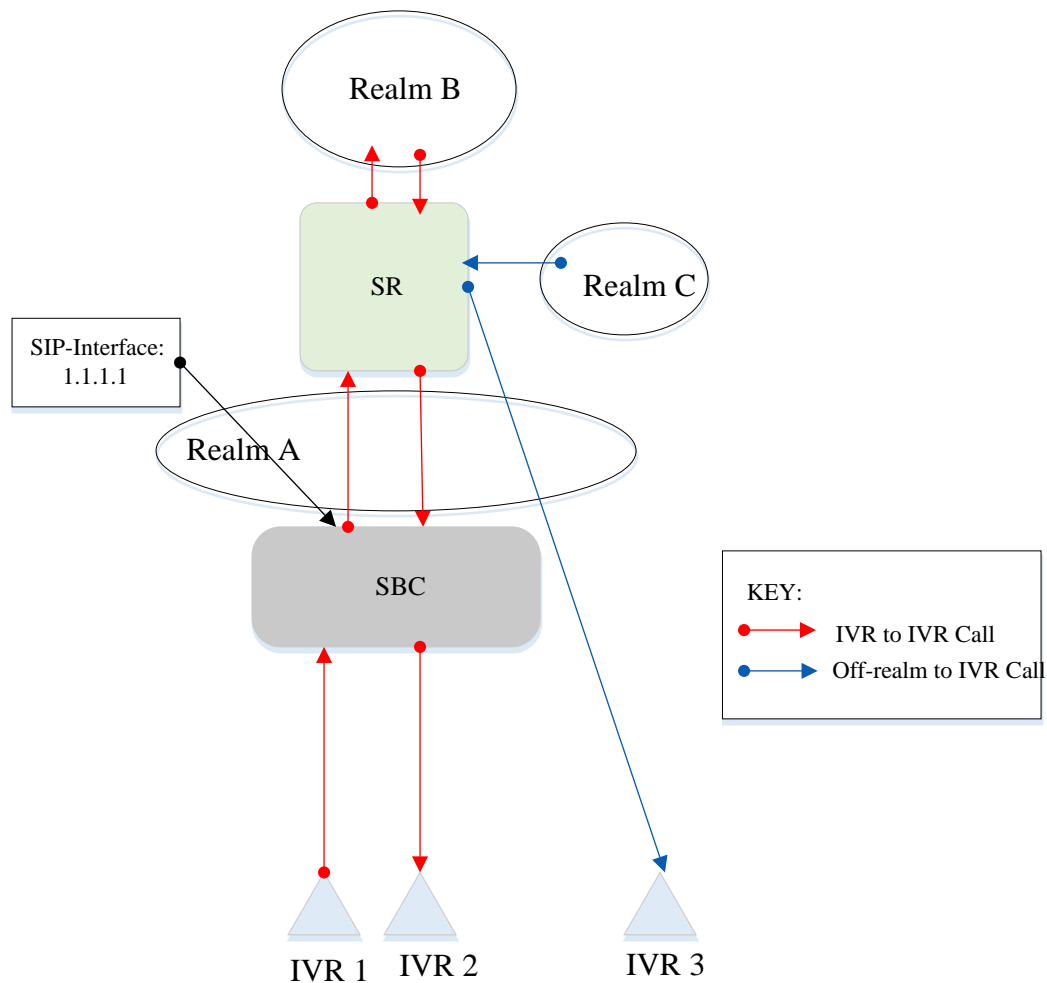 Realm B
SR
Realm C
SIP-Interface:
1.1.1.1
Realm A
SBC
KEY:
IVR to IVR Call
Off-realm to IVR Call
IVR 1
IVR 2
IVR 3